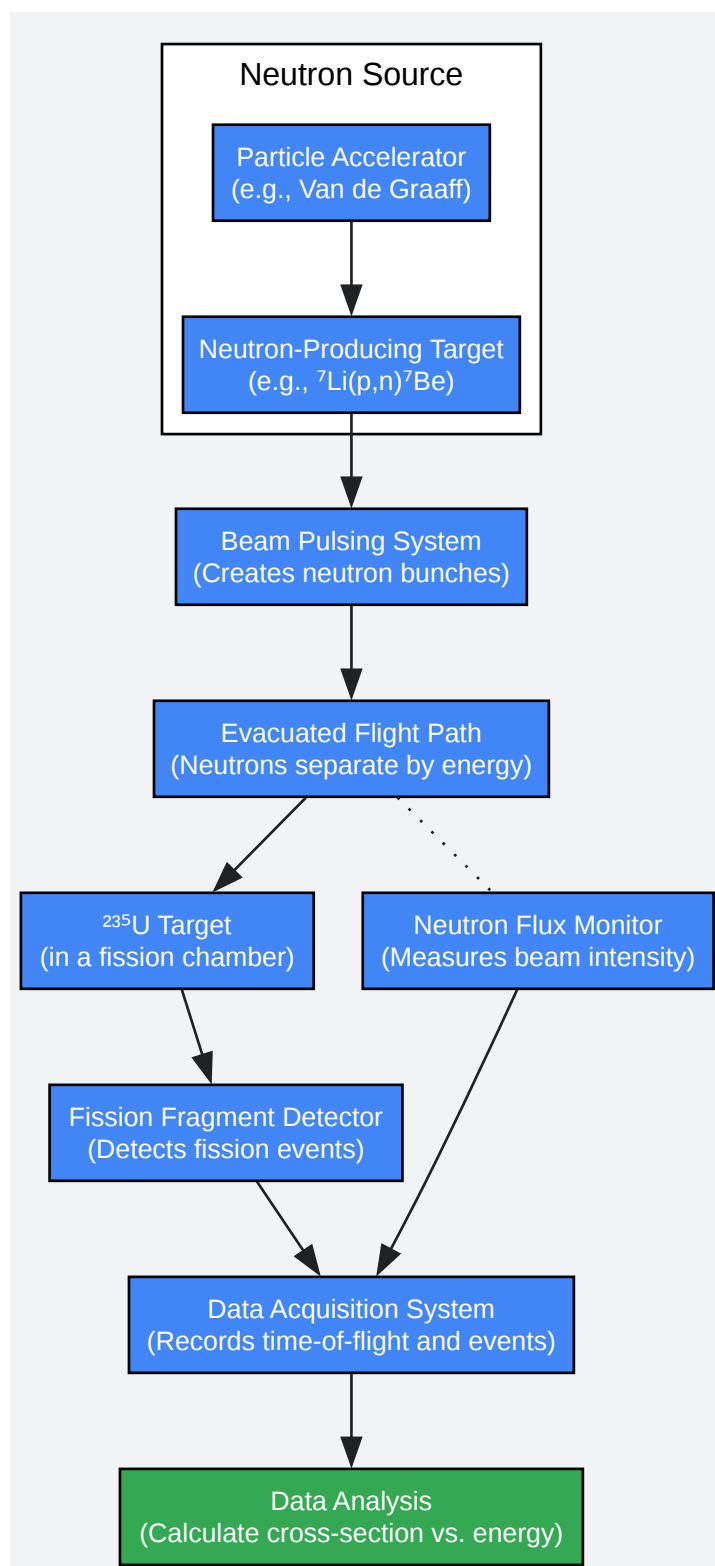 Neutron Source
Particle Accelerator
(e.g., Van de Graaff)
Neutron-Producing Target
(e.g., ⁷Li(p,n)⁷Be)
Beam Pulsing System
(Creates neutron bunches)
Evacuated Flight Path
(Neutrons separate by energy)
²³⁵U Target
(in a fission chamber)
Neutron Flux Monitor
(Measures beam intensity)
Fission Fragment Detector
(Detects fission events)
Data Acquisition System
(Records time-of-flight and events)
Data Analysis
(Calculate cross-section vs. energy)